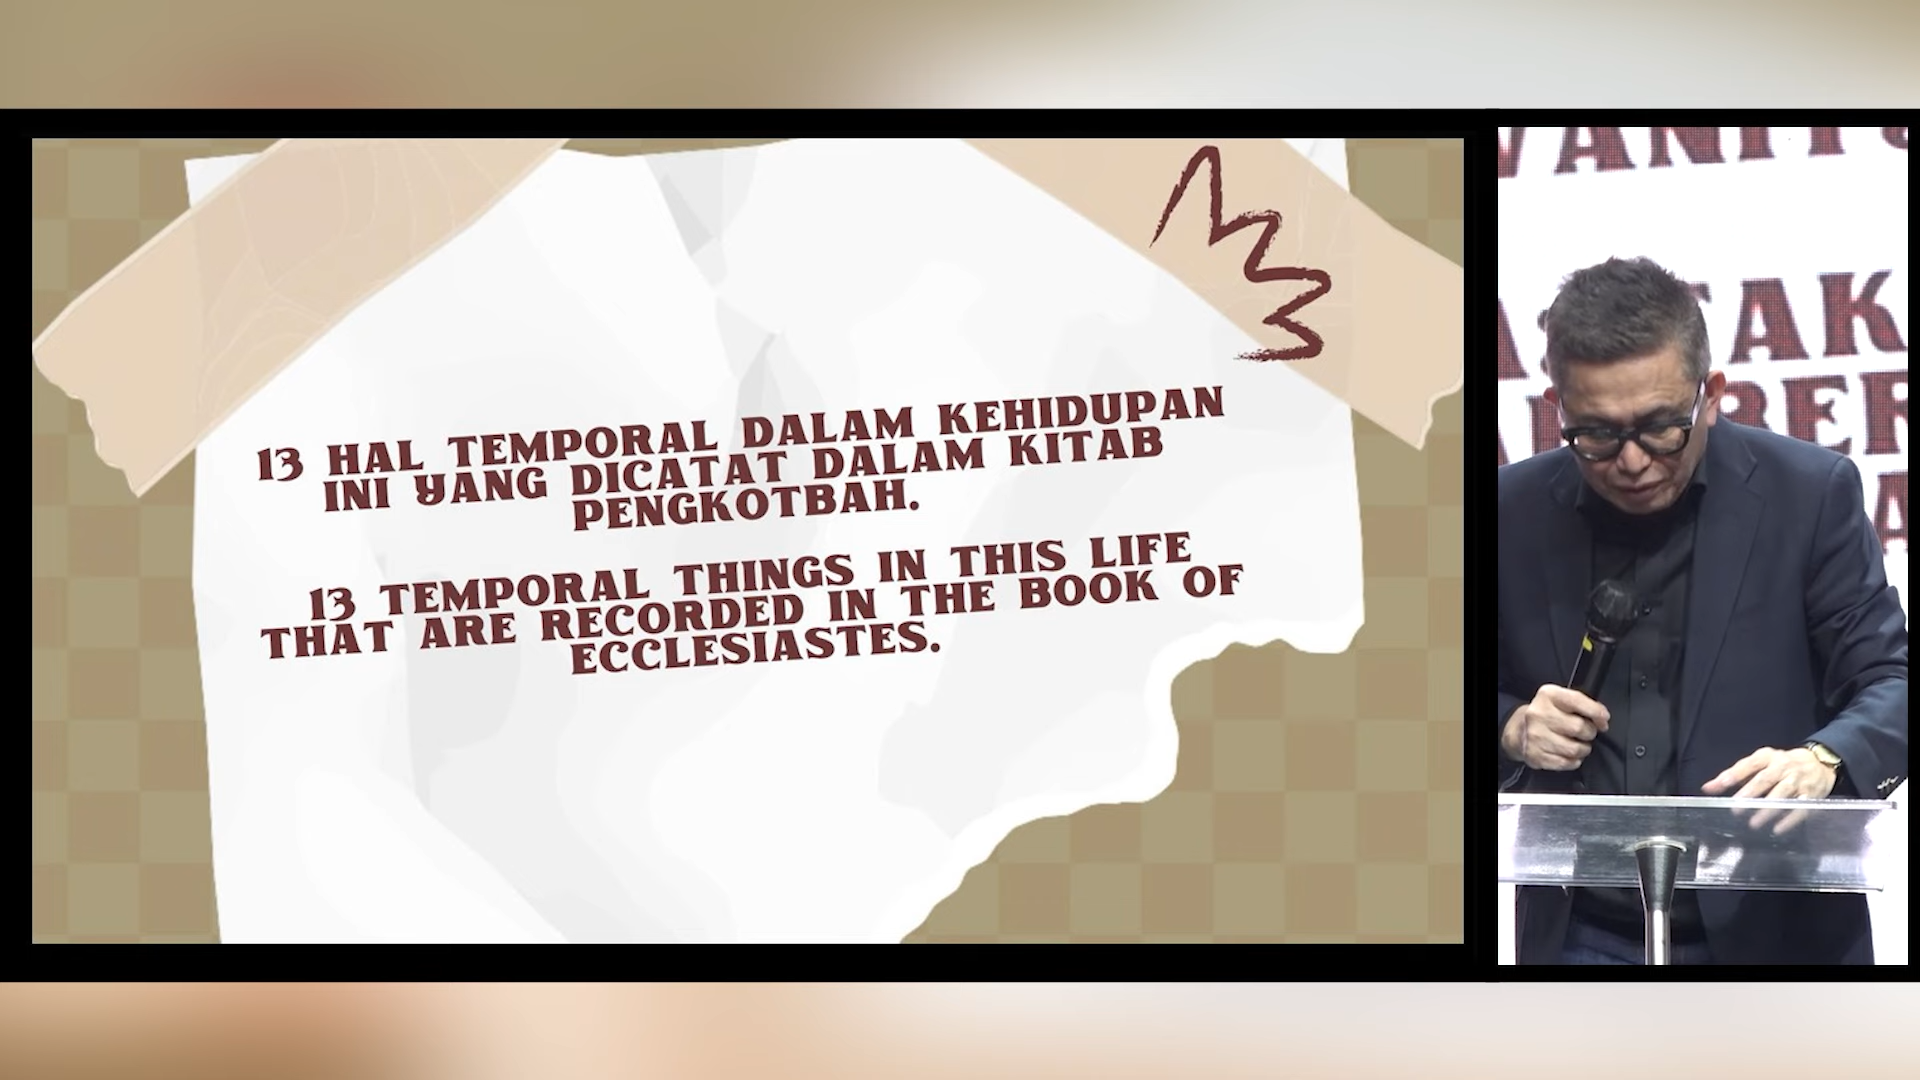 13 HAL TEMPORAL DALAM KEHIDUPAN
INI YANG DICATAT DALAM KITAB
PENGKOTBAH.
13 TEMPORAL THINGS IN THIS LIFE
THAT ARE RECORDED IN THE BOOK OF
ECCLESIASTES.